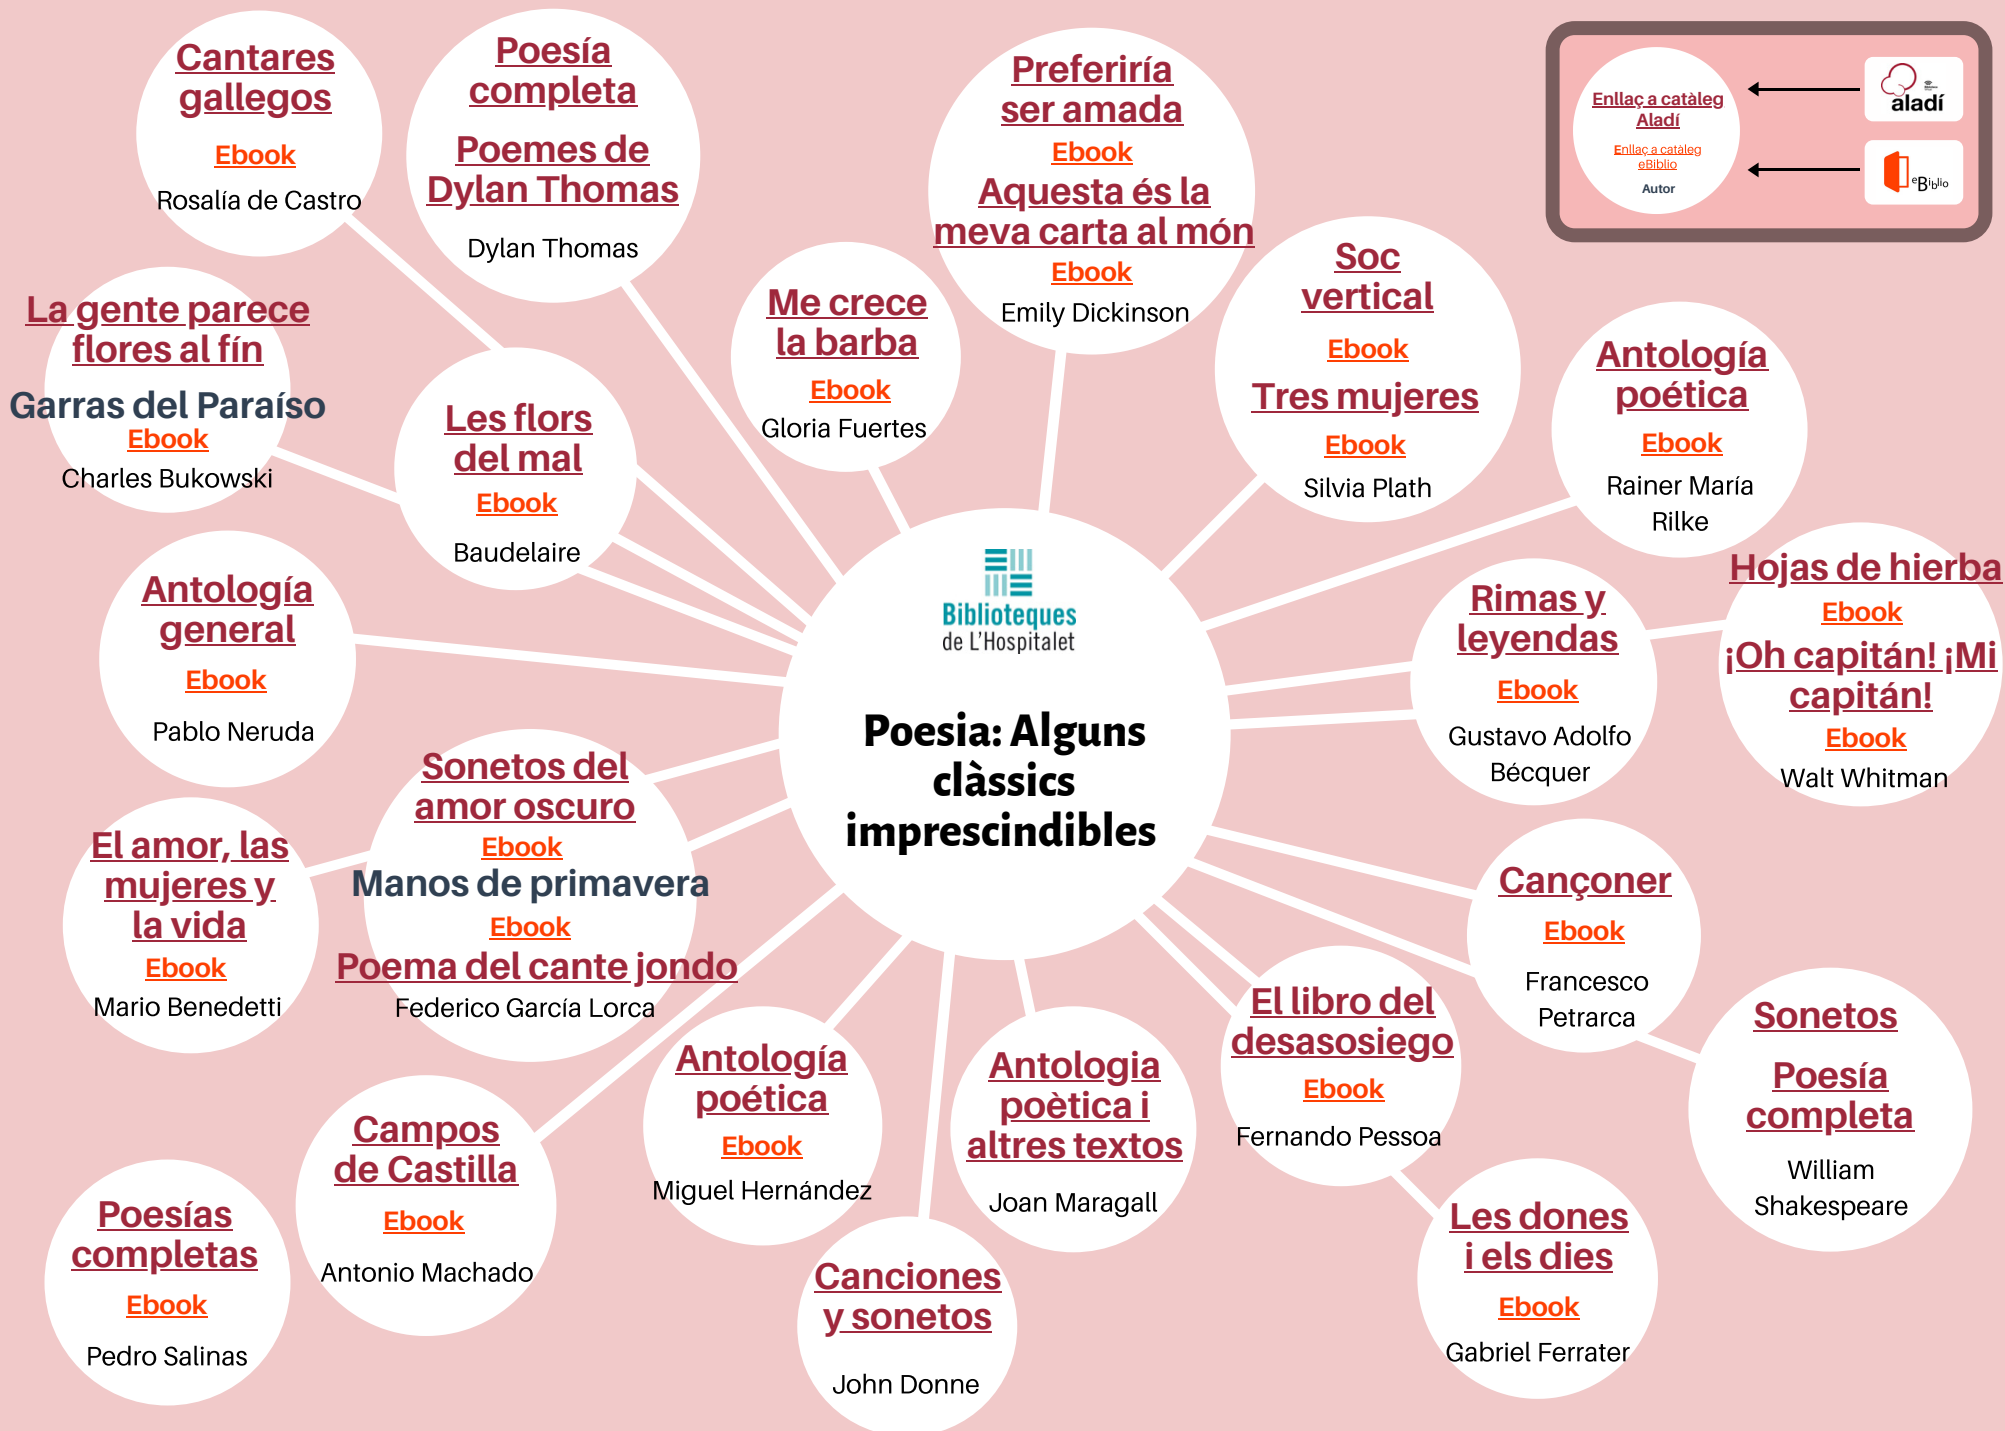 Cantares
gallegos
Ebook
Rosalía de Castro
Poesía
completa
Poemes de
Dylan Thomas
Dylan Thomas
Preferiría
ser amada
Ebook
Aquesta és la
meva carta al món
Ebook
Emily Dickinson
Enllaç a catàleg
Aladí
Enllaç a catàleg
eBiblio
Autor
aladí
eBiblio
La gente parece
flores al fín
Garras del Paraíso
Ebook
Charles Bukowski
Les flors
del mal
Ebook
Baudelaire
Me crece
la barba
Ebook
Gloria Fuertes
Soc
vertical
Ebook
Tres mujeres
Ebook
Silvia Plath
Antología
poética
Ebook
Rainer María
Rilke
Antología
general
Ebook
Pablo Neruda
Biblioteques
de L'Hospitalet
Poesia: Alguns
clàssics
imprescindibles
Rimas y
leyendas
Ebook
Gustavo Adolfo
Bécquer
Hojas de hierba
Ebook
¡Oh capitán! ¡Mi
capitán!
Ebook
Walt Whitman
El amor, las
mujeres y
la vida
Ebook
Mario Benedetti
Sonetos del
amor oscuro
Ebook
Manos de primavera
Ebook
Poema del cante jondo
Federico García Lorca
Cançoner
Ebook
Francesco
Petrarca
Sonetos
Poesía
completa
William
Shakespeare
Poesías
completas
Ebook
Pedro Salinas
Campos
de Castilla
Ebook
Antonio Machado
Antología
poética
Ebook
Miguel Hernández
Canciones
y sonetos
John Donne
Antologia
poètica i
altres textos
Joan Maragall
El libro del
desasosiego
Ebook
Fernando Pessoa
Les dones
i els dies
Ebook
Gabriel Ferrater